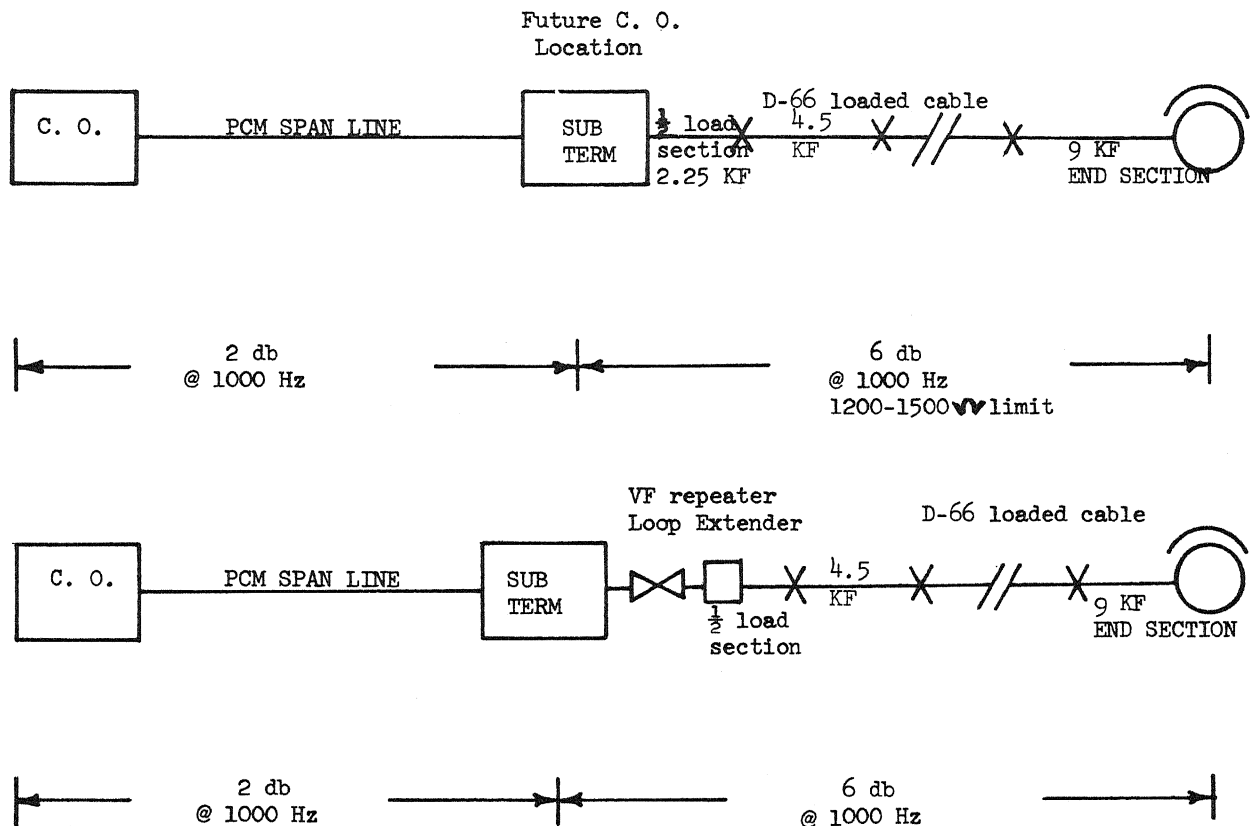 Future C. O.
Location
C. O.
PCM SPAN LINE
SUB
TERM
½ load
section
2.25 KF
D-66 loaded cable
4.5
KF
9 KF
END SECTION
2 db
@ 1000 Hz
6 db
@ 1000 Hz
1200-1500 limit
VF repeater
Loop Extender
D-66 loaded cable
C. O.
PCM SPAN LINE
SUB
TERM
½ load
section
4.5
KF
9 KF
END SECTION
2 db
@ 1000 Hz
6 db
@ 1000 Hz